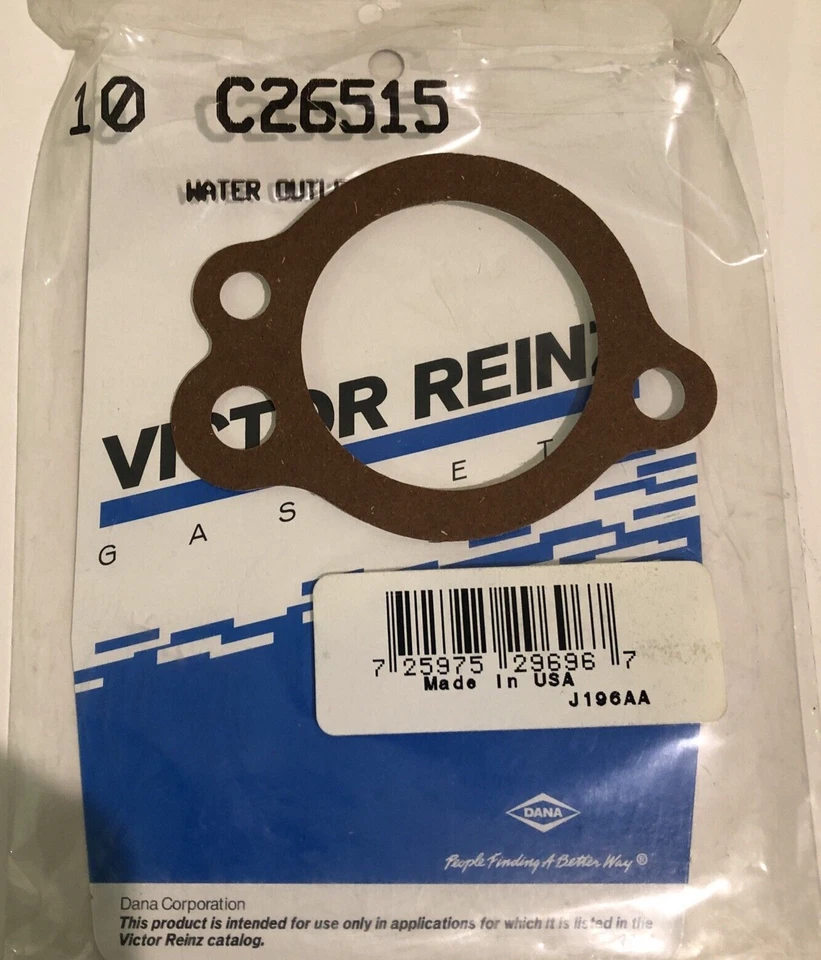 10 C26515
WATER OUTL
VICTOR REINZ
GASKET
7 25975 29696 7
Made In USA
J196AA
DANA
People Finding A Better Way ®
Dana Corporation
This product is intended for use only in applications for which it is listed in the
Victor Reinz catalog.